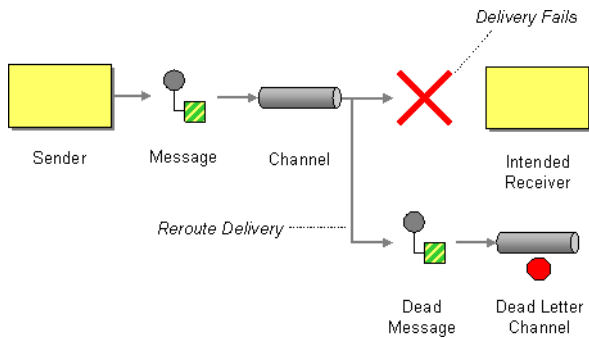 Delivery Fails
Sender
Message
Channel
Intended
Receiver
Reroute Delivery
Dead
Message
Dead Letter
Channel